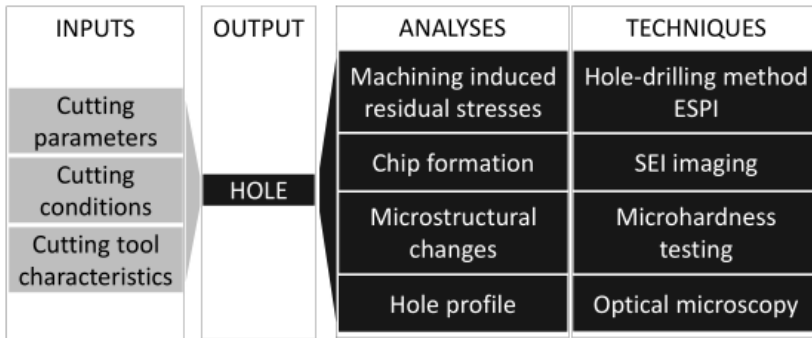 INPUTS
Cutting
parameters
Cutting
conditions
Cutting tool
characteristics
OUTPUT
HOLE
ANALYSES
Machining induced
residual stresses
Chip formation
Microstructural
changes
Hole profile
TECHNIQUES
Hole-drilling method
ESPI
SEI imaging
Microhardness
testing
Optical microscopy